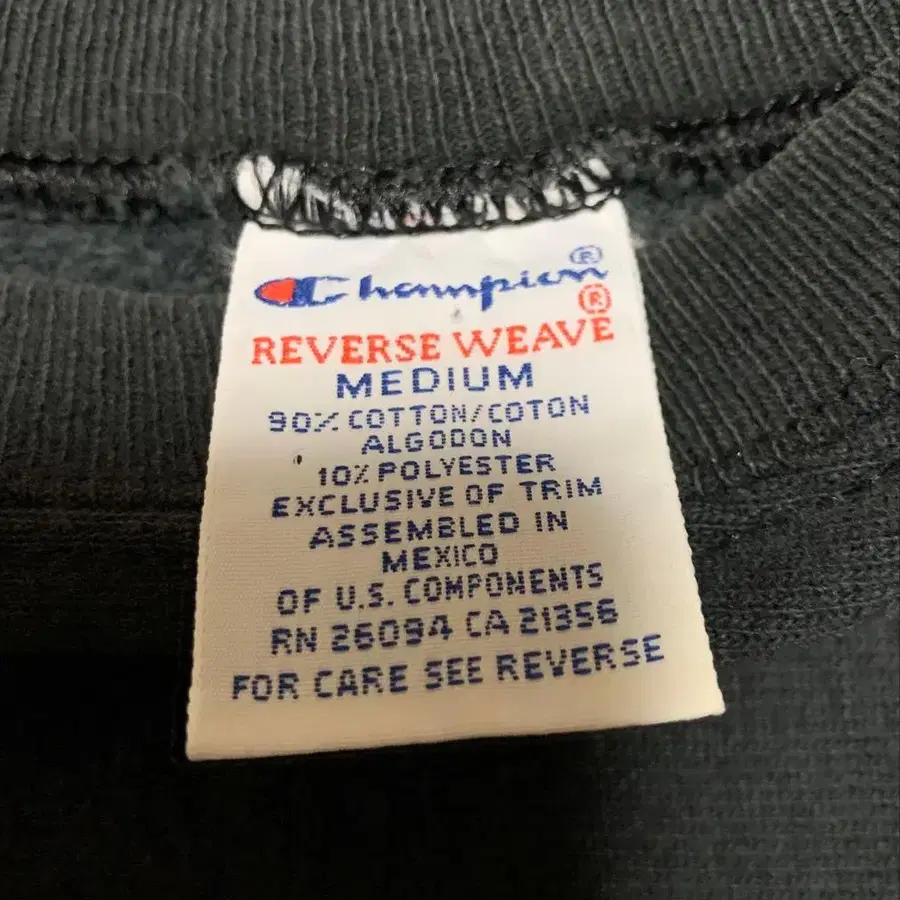 Champion ®
REVERSE WEAVE ®
MEDIUM
90% COTTON/COTON
ALGODON
10% POLYESTER
EXCLUSIVE OF TRIM
ASSEMBLED IN
MEXICO
OF U.S. COMPONENTS
RN 26094 CA 21356
FOR CARE SEE REVERSE